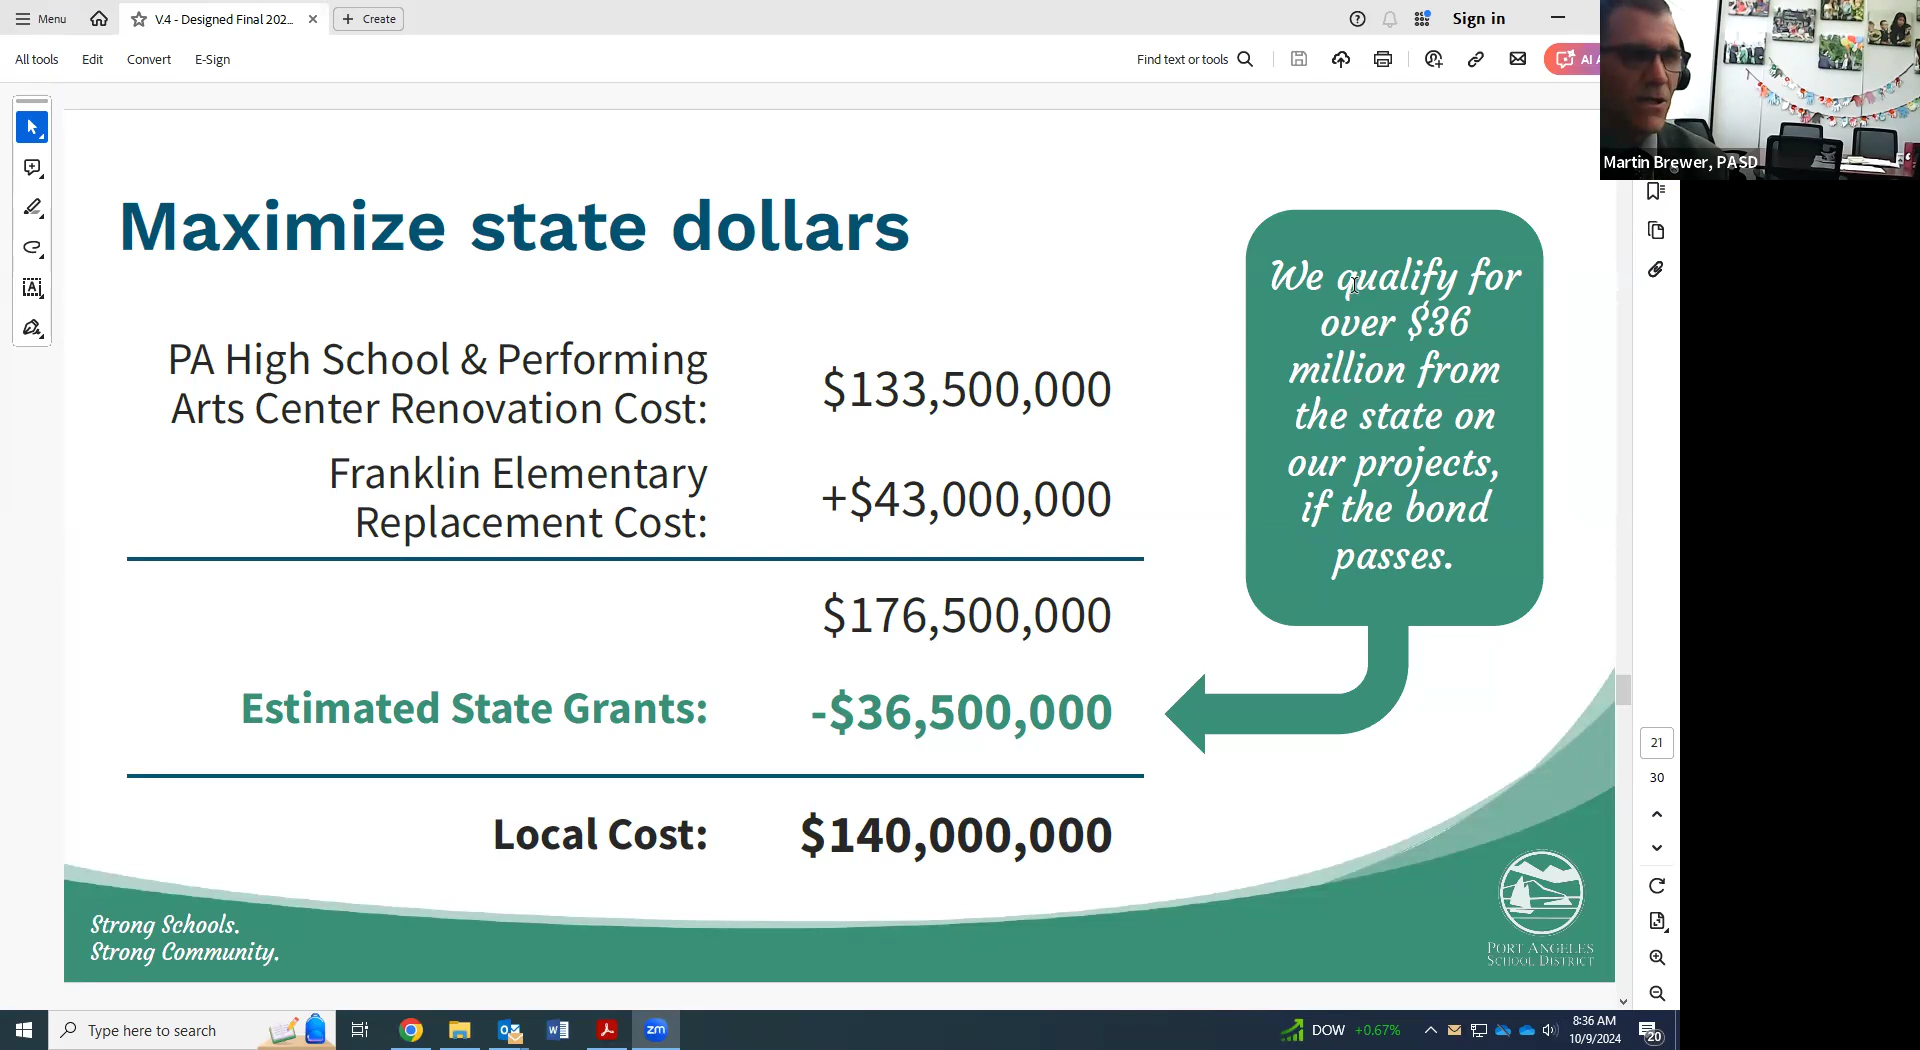 Menu
V.4 - Designed Final 202...
Create
Sign in
All tools
Edit
Convert
E-Sign
Find text or tools
AI
Martin Brewer, PASD
Maximize state dollars
PA High School & Performing
Arts Center Renovation Cost:
$133,500,000
Franklin Elementary
Replacement Cost:
+$43,000,000
$176,500,000
Estimated State Grants:
-$36,500,000
Local Cost:
$140,000,000
We qualify for
over $36
million from
the state on
our projects,
if the bond
passes.
21
30
Strong Schools.
Strong Community.
PORT ANGELES
SCHOOL DISTRICT
Type here to search
zm
DOW +0.67%
8:36 AM
10/9/2024
20